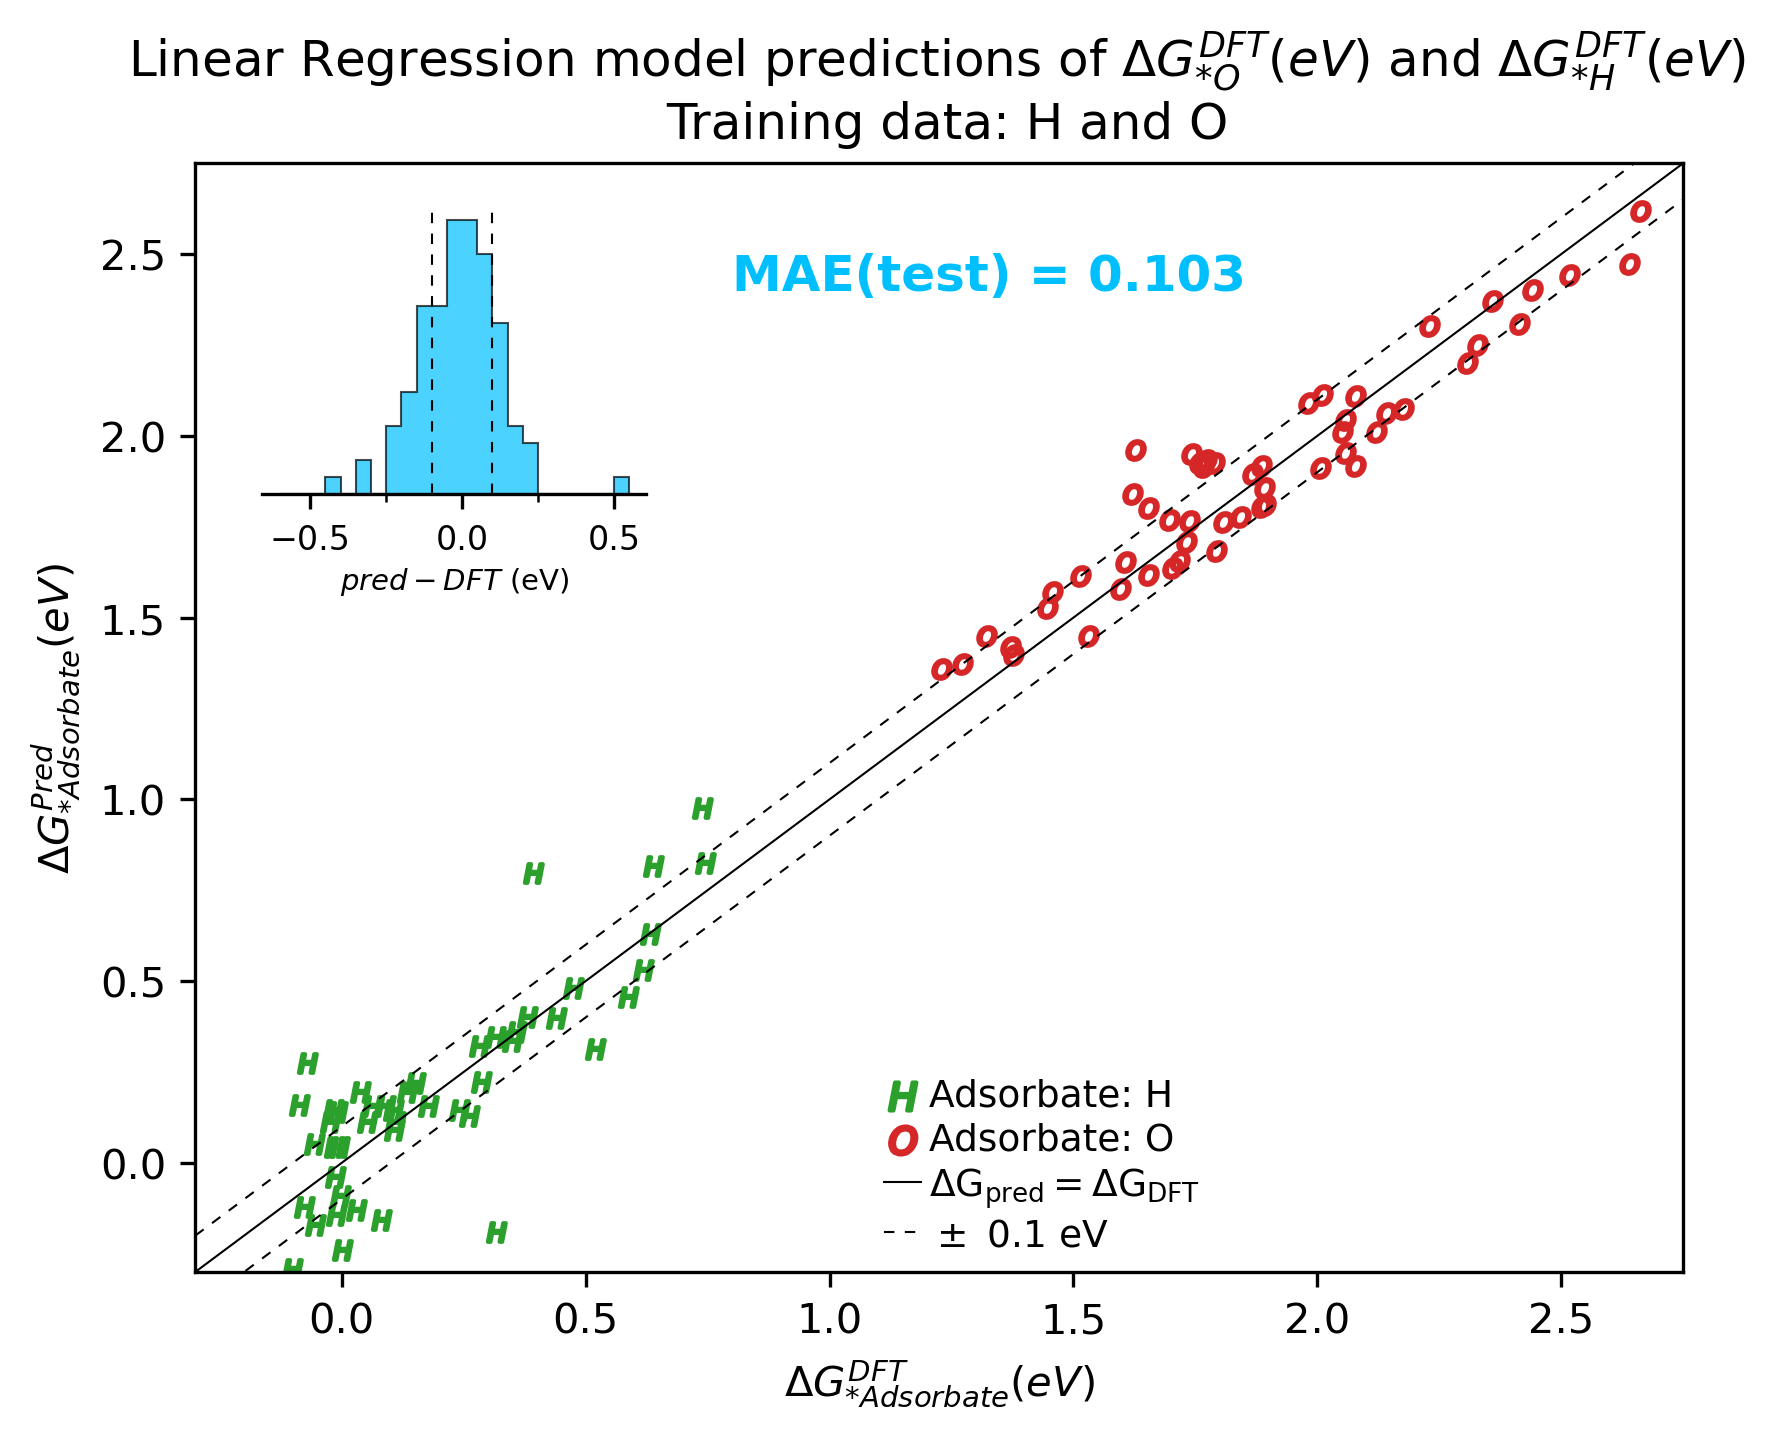 Linear Regression model predictions of ΔG*O^DFT(eV) and ΔG*H^DFT(eV)
Training data: H and O
MAE(test) = 0.103
2.5
2.0
1.5
1.0
0.5
0.0
ΔG*Adsorbate^Pred(eV)
−0.5 0.0 0.5
pred − DFT (eV)
H Adsorbate: H
O Adsorbate: O
ΔGpred = ΔGDFT
± 0.1 eV
0.0 0.5 1.0 1.5 2.0 2.5
ΔG*Adsorbate^DFT(eV)